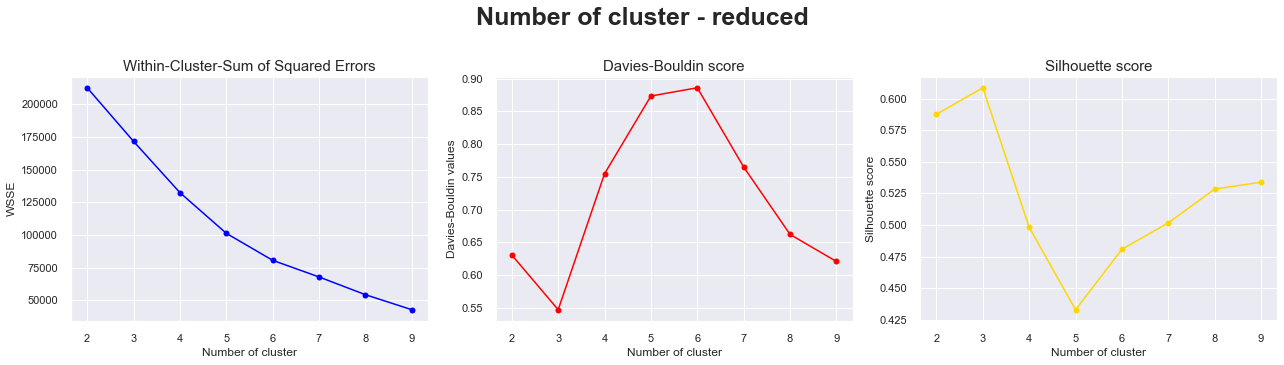 Number of cluster - reduced
Within-Cluster-Sum of Squared Errors
WSSE
200000
175000
150000
125000
100000
75000
50000
2 3 4 5 6 7 8 9
Number of cluster
Davies-Bouldin score
Davies-Bouldin values
0.90
0.85
0.80
0.75
0.70
0.65
0.60
0.55
2 3 4 5 6 7 8 9
Number of cluster
Silhouette score
Silhouette score
0.600
0.575
0.550
0.525
0.500
0.475
0.450
0.425
2 3 4 5 6 7 8 9
Number of cluster